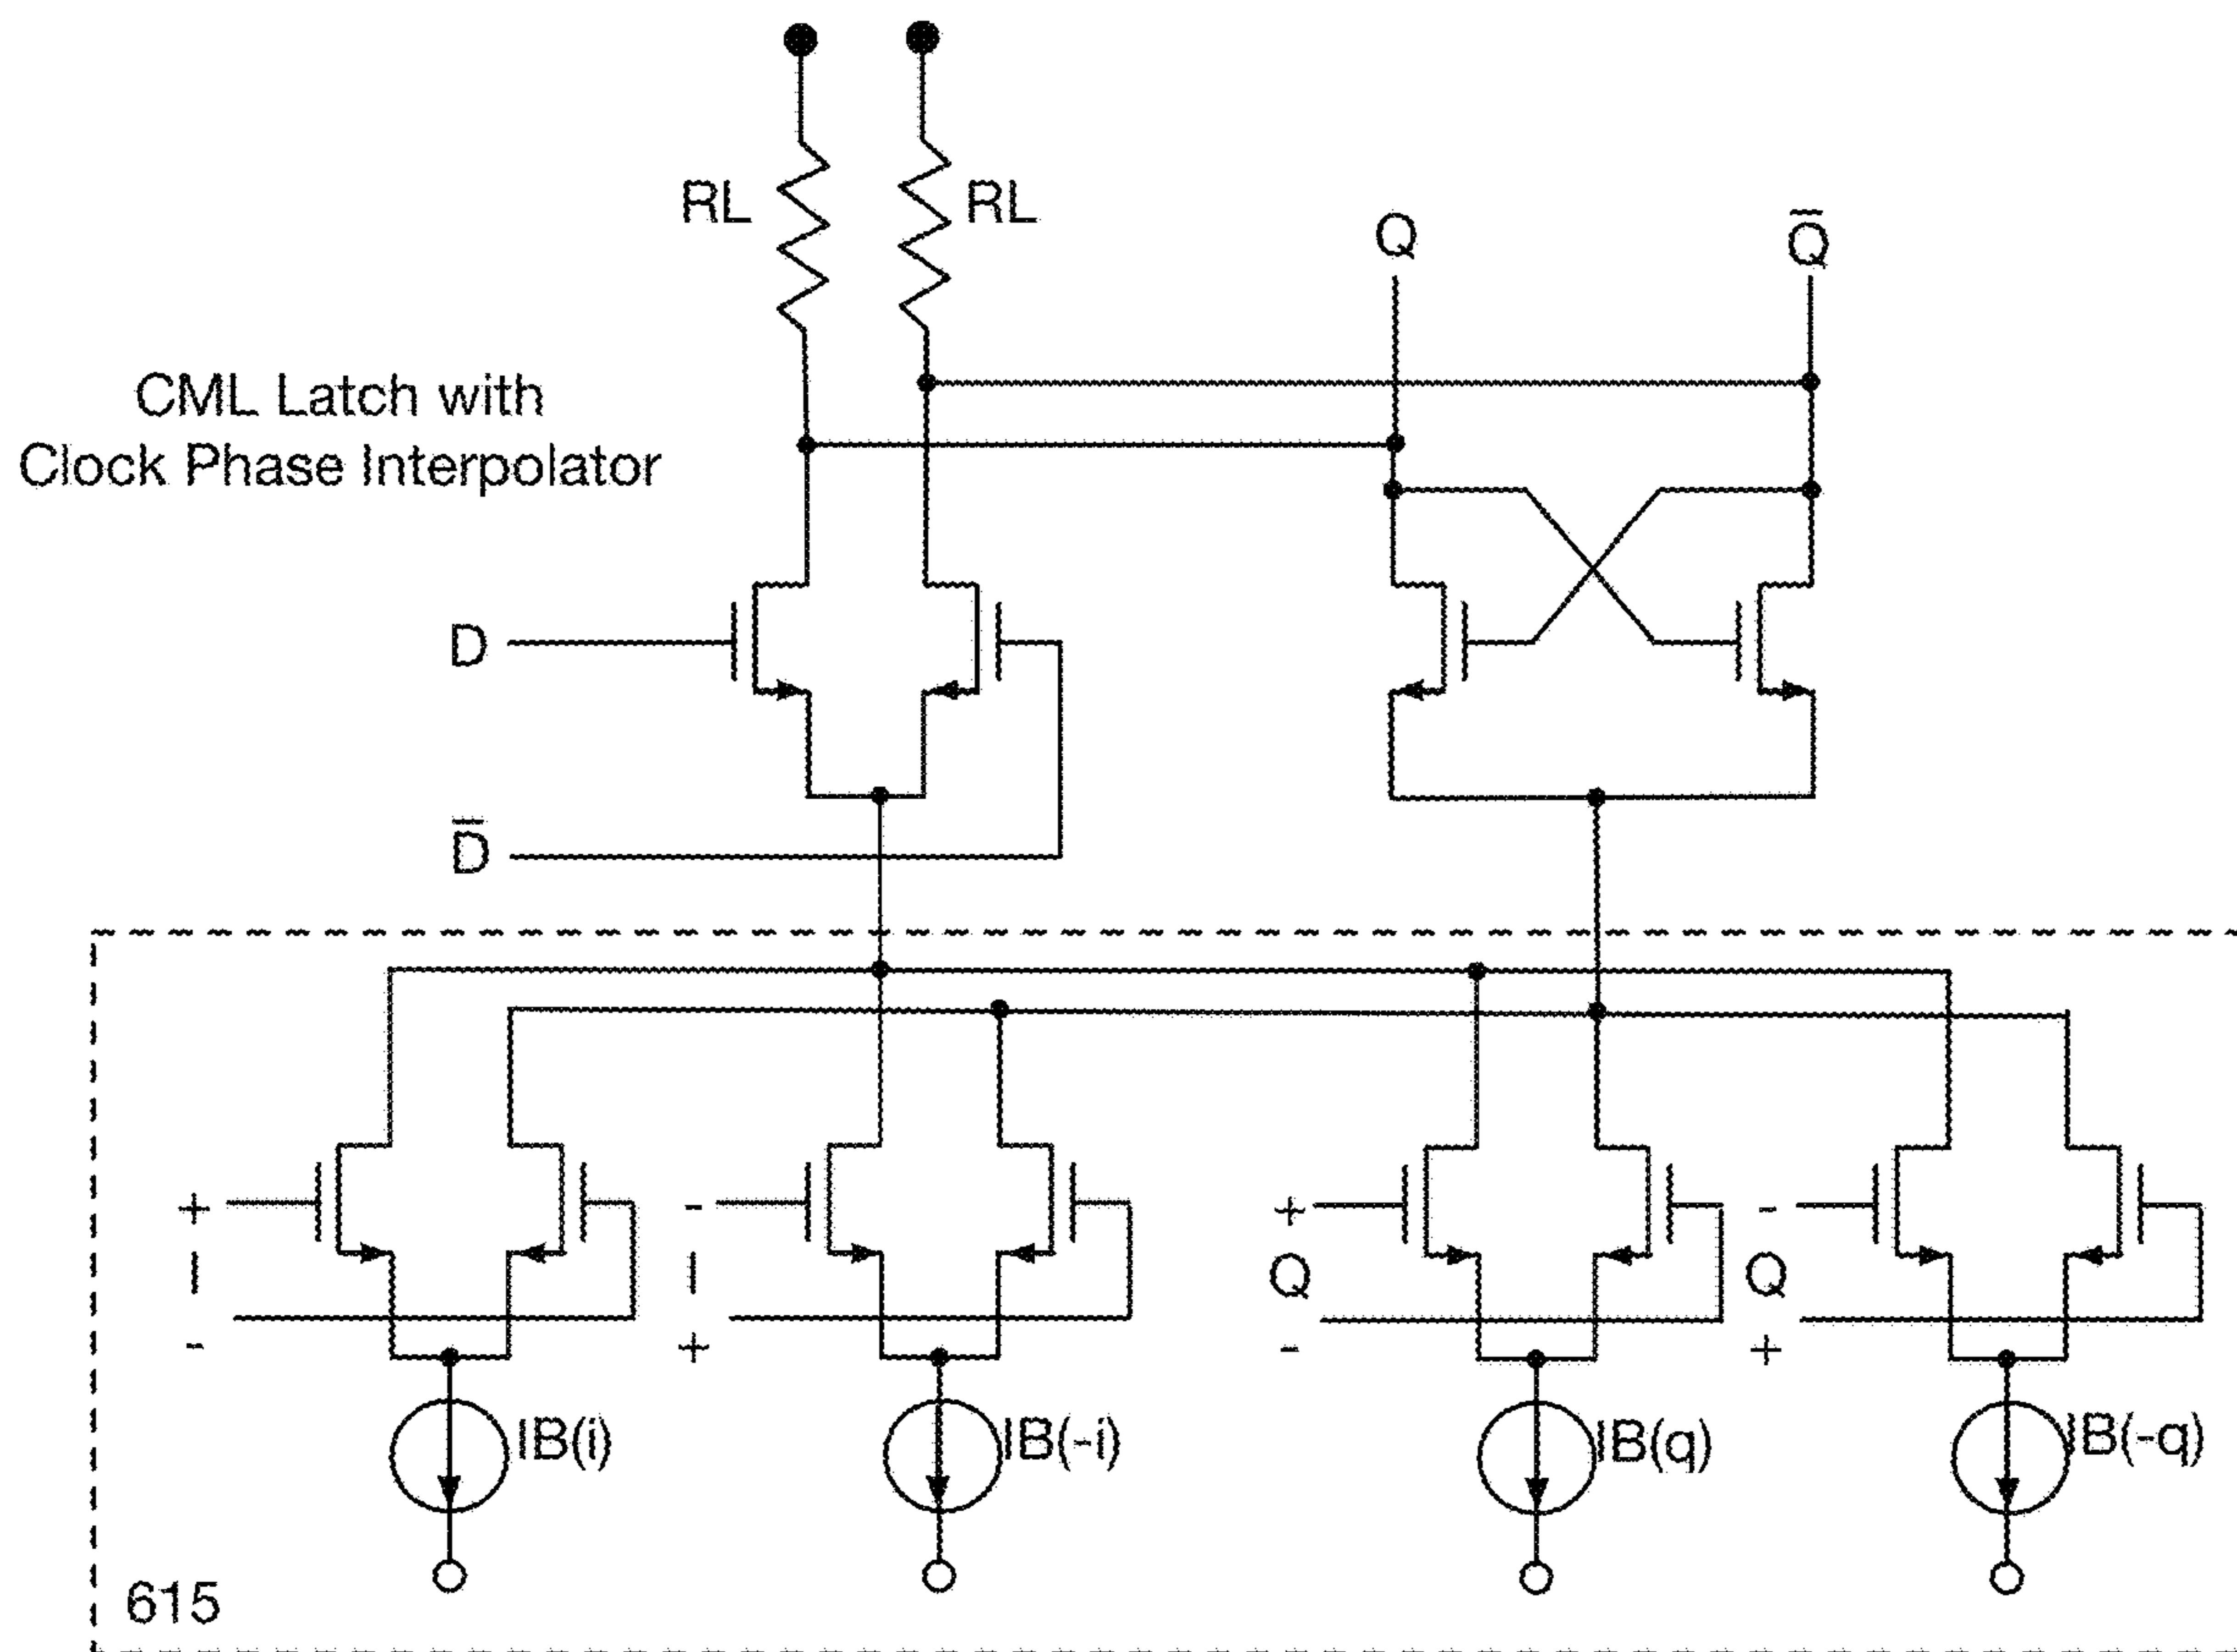 RL RL
Q Q̅
CML Latch with
Clock Phase Interpolator
D
D̅
+ - + -
I I Q Q
- + - +
IB(i) IB(-i) IB(q) IB(-q)
615